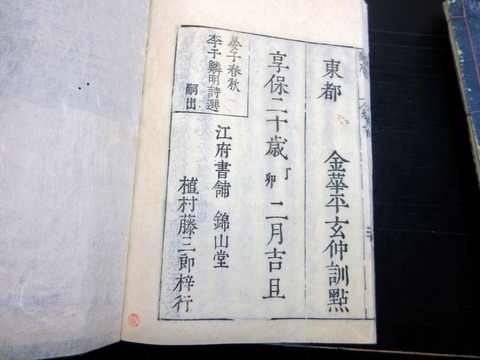 東都 金華平玄仲訓點
享保二十歳丁卯二月吉旦
晏子春秋
李于鱗明詩選
嗣出
江府書舗 錦山堂
植村藤三郎梓行